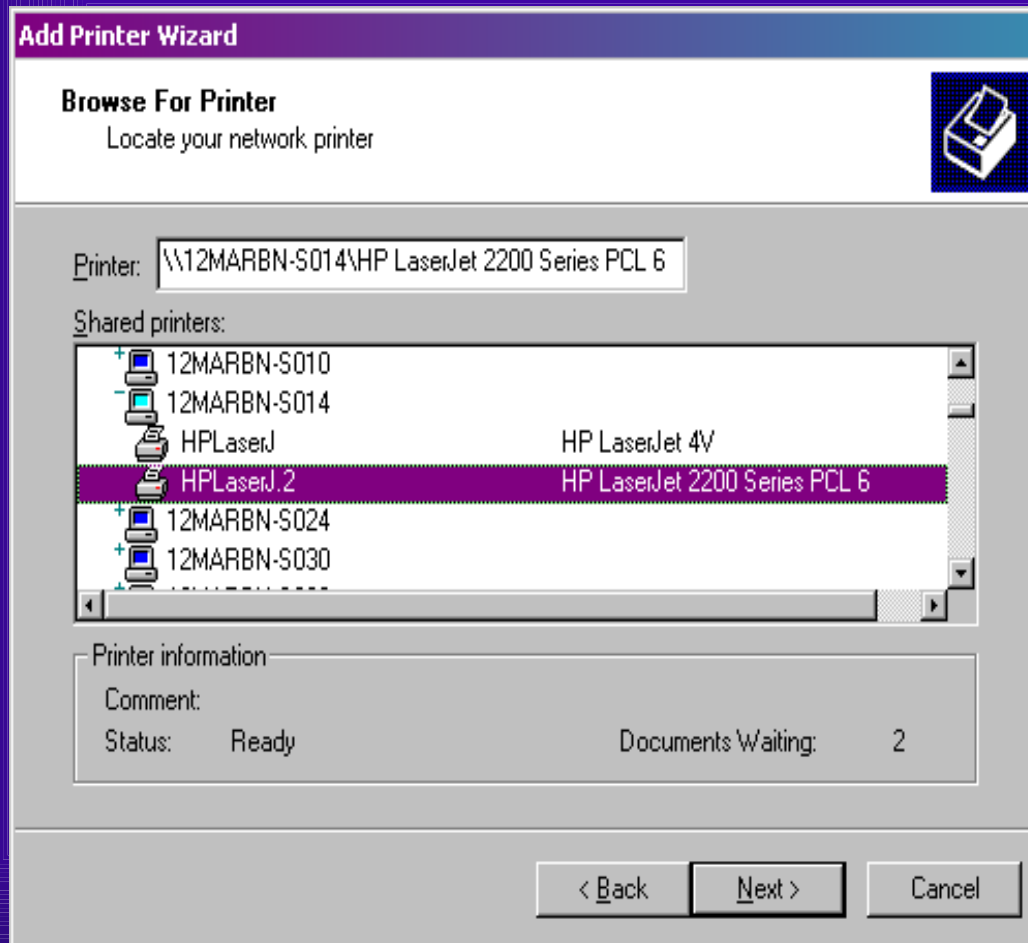 Add Printer Wizard
Browse For Printer
Locate your network printer
Printer: \\12MARBN-S014\HP LaserJet 2200 Series PCL 6
Shared printers:
12MARBN-S010
12MARBN-S014
HPLaserJ HP LaserJet 4V
HPLaserJ.2 HP LaserJet 2200 Series PCL 6
12MARBN-S024
12MARBN-S030
Printer information
Comment:
Status: Ready Documents Waiting: 2
< Back Next > Cancel